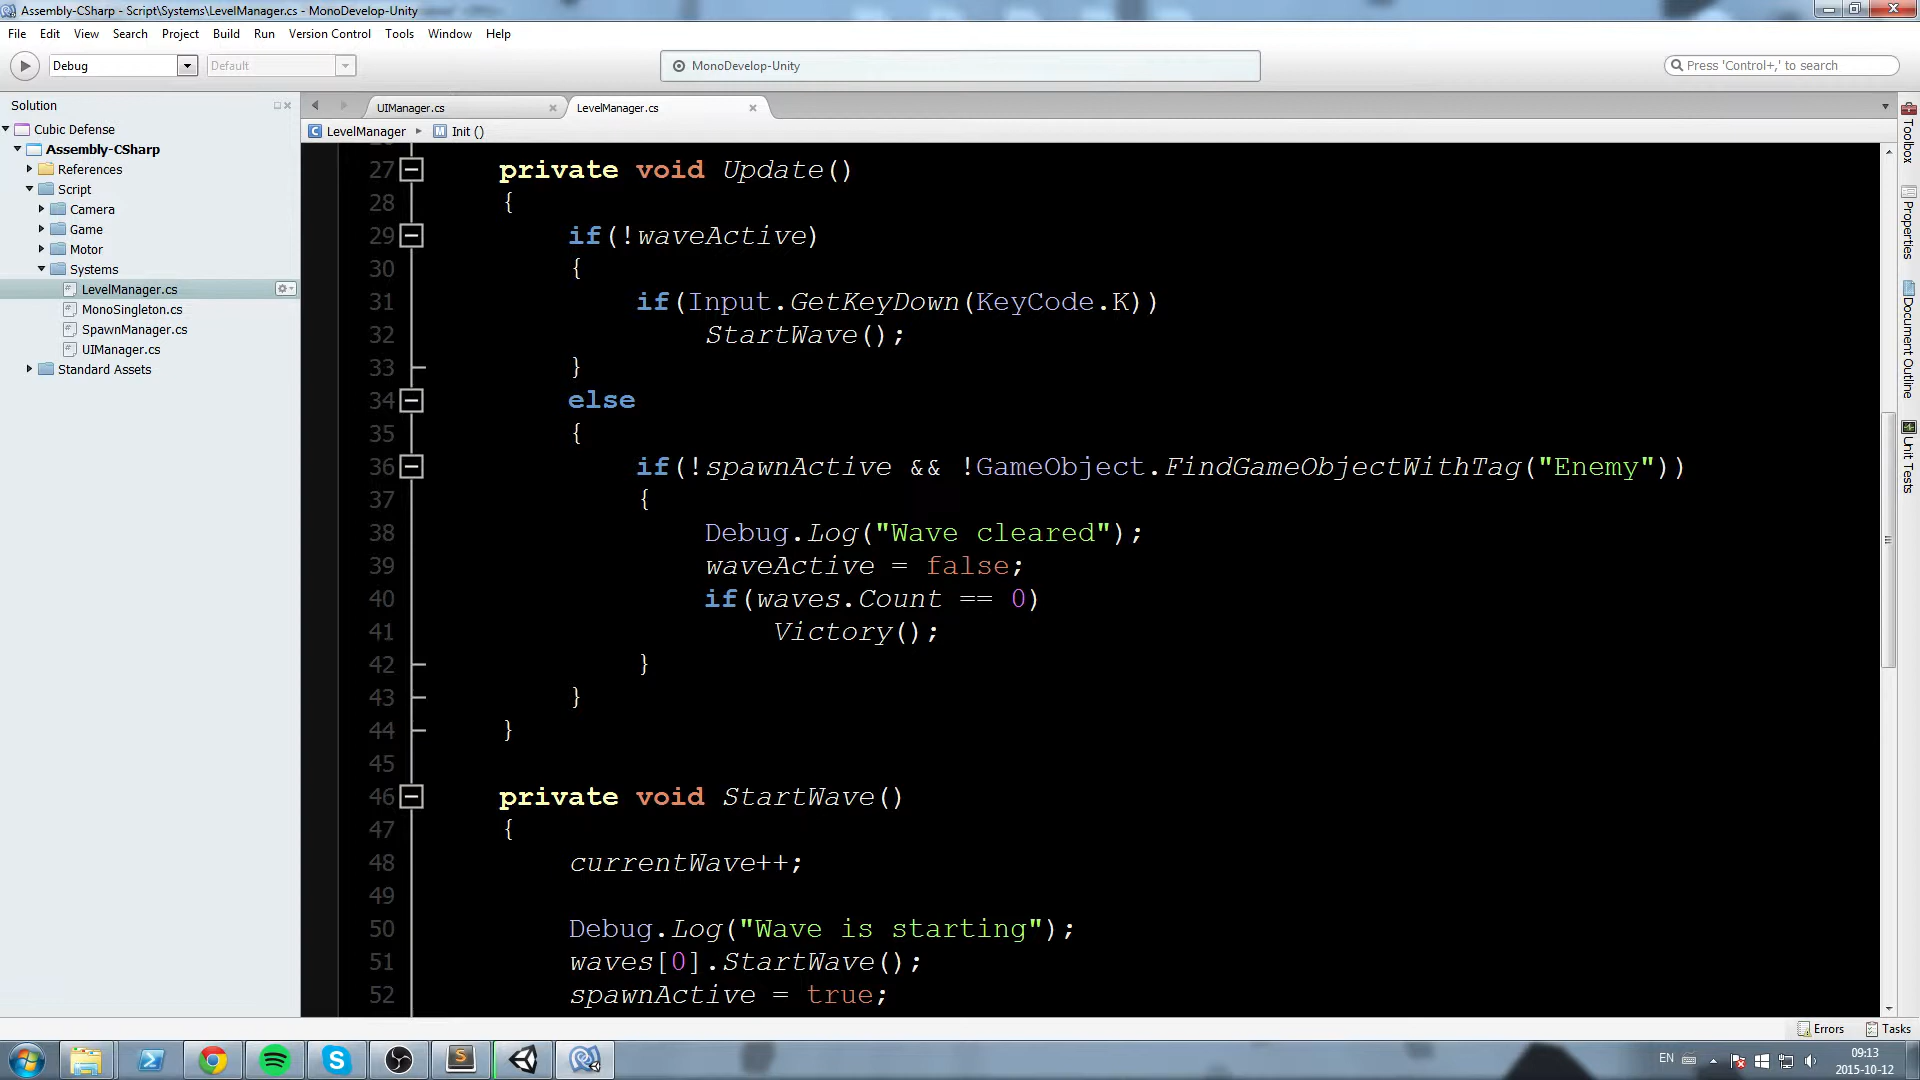 Assembly-CSharp - Script\Systems\LevelManager.cs - MonoDevelop-Unity
File Edit View Search Project Build Run Version Control Tools Window Help
Debug Default MonoDevelop-Unity Press 'Control+,' to search
Solution
UIManager.cs LevelManager.cs
LevelManager Init ()
Cubic Defense
Assembly-CSharp
References
Script
Camera
Game
Motor
Systems
LevelManager.cs
MonoSingleton.cs
SpawnManager.cs
UIManager.cs
Standard Assets
27 private void Update()
28 {
29 if(!waveActive)
30 {
31 if(Input.GetKeyDown(KeyCode.K))
32 StartWave();
33 }
34 else
35 {
36 if(!spawnActive && !GameObject.FindGameObjectWithTag("Enemy"))
37 {
38 Debug.Log("Wave cleared");
39 waveActive = false;
40 if(waves.Count == 0)
41 Victory();
42 }
43 }
44 }
45
46 private void StartWave()
47 {
48 currentWave++;
49
50 Debug.Log("Wave is starting");
51 waves[0].StartWave();
52 spawnActive = true;
Toolbox
Properties
Document Outline
Unit Tests
Errors Tasks
EN 09:13
2015-10-12